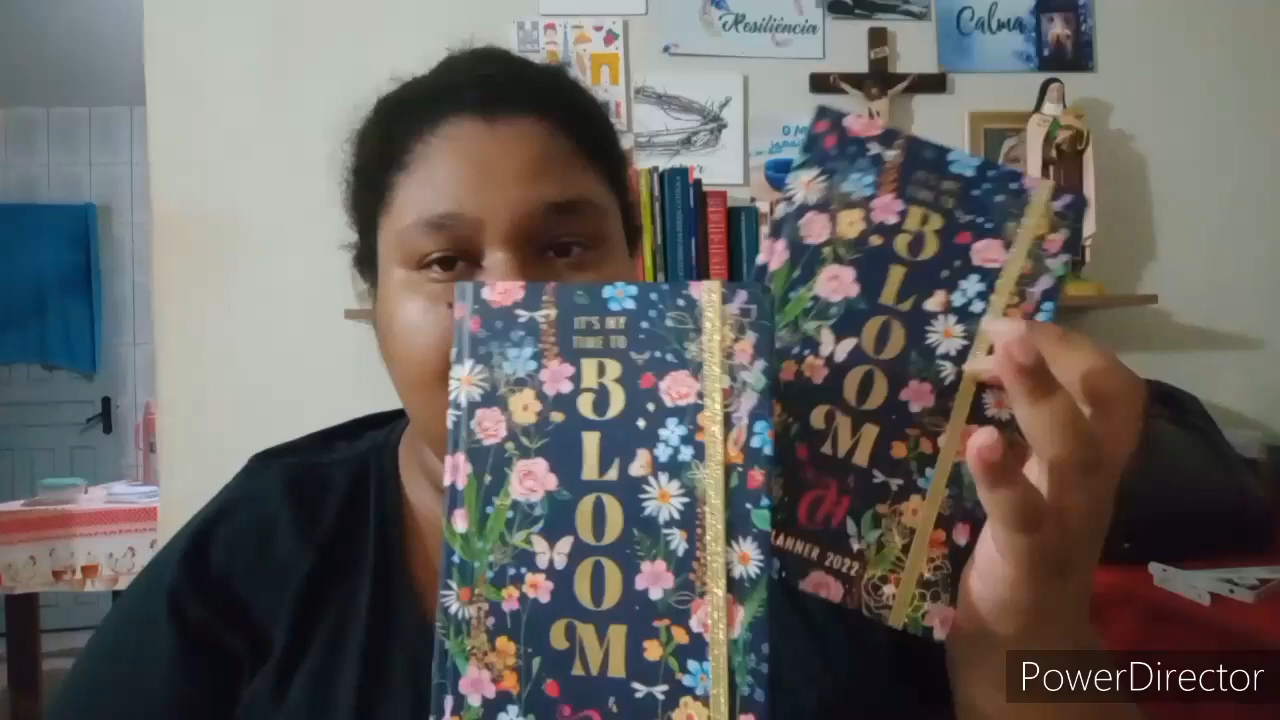 Resiliência
Calma
IT'S MY
TIME TO
BLOOM
BLOOM
PLANNER 2022
PowerDirector